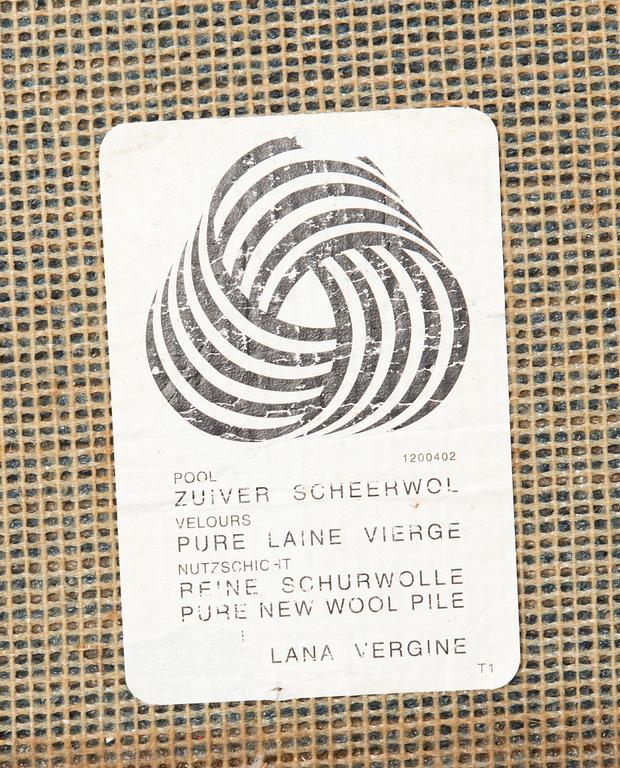 1200402
POOL
ZUIVER SCHEERWOL
VELOURS
PURE LAINE VIERGE
NUTZSCHICHT
REINE SCHURWOLLE
PURE NEW WOOL PILE
LANA VERGINE
T1